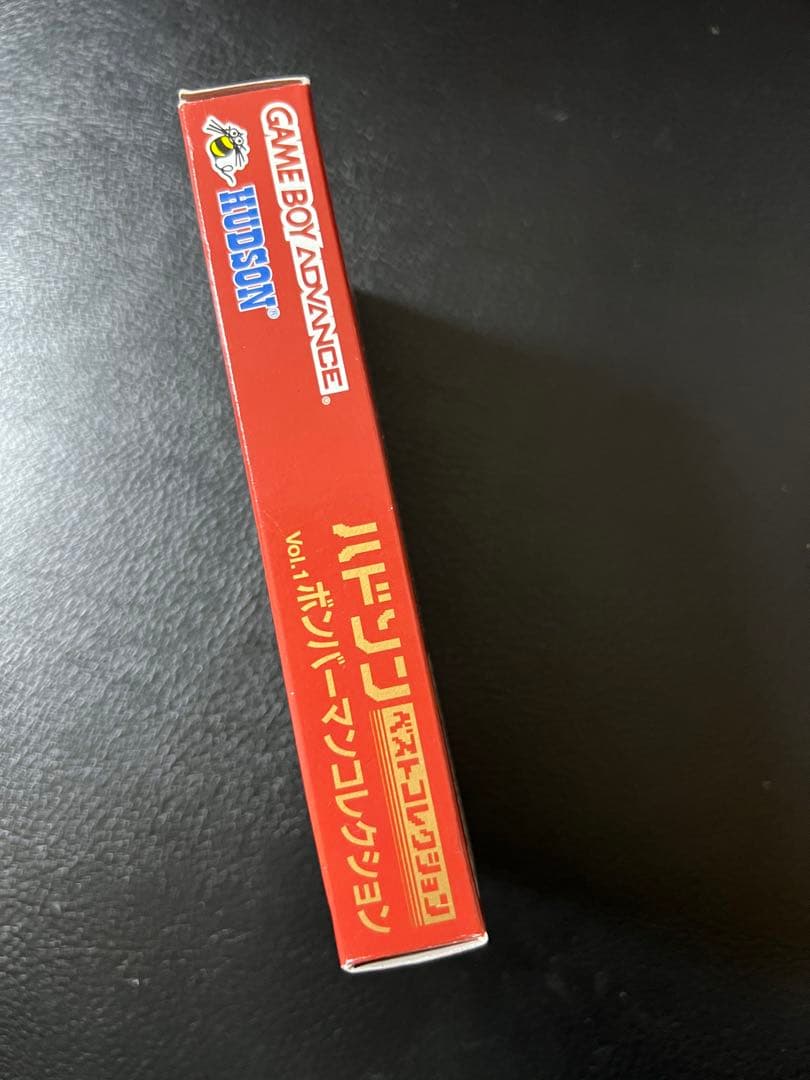 GAME BOY ADVANCE®
HUDSON®
ハドソン ベストコレクション
Vol.1 ボンバーマンコレクション